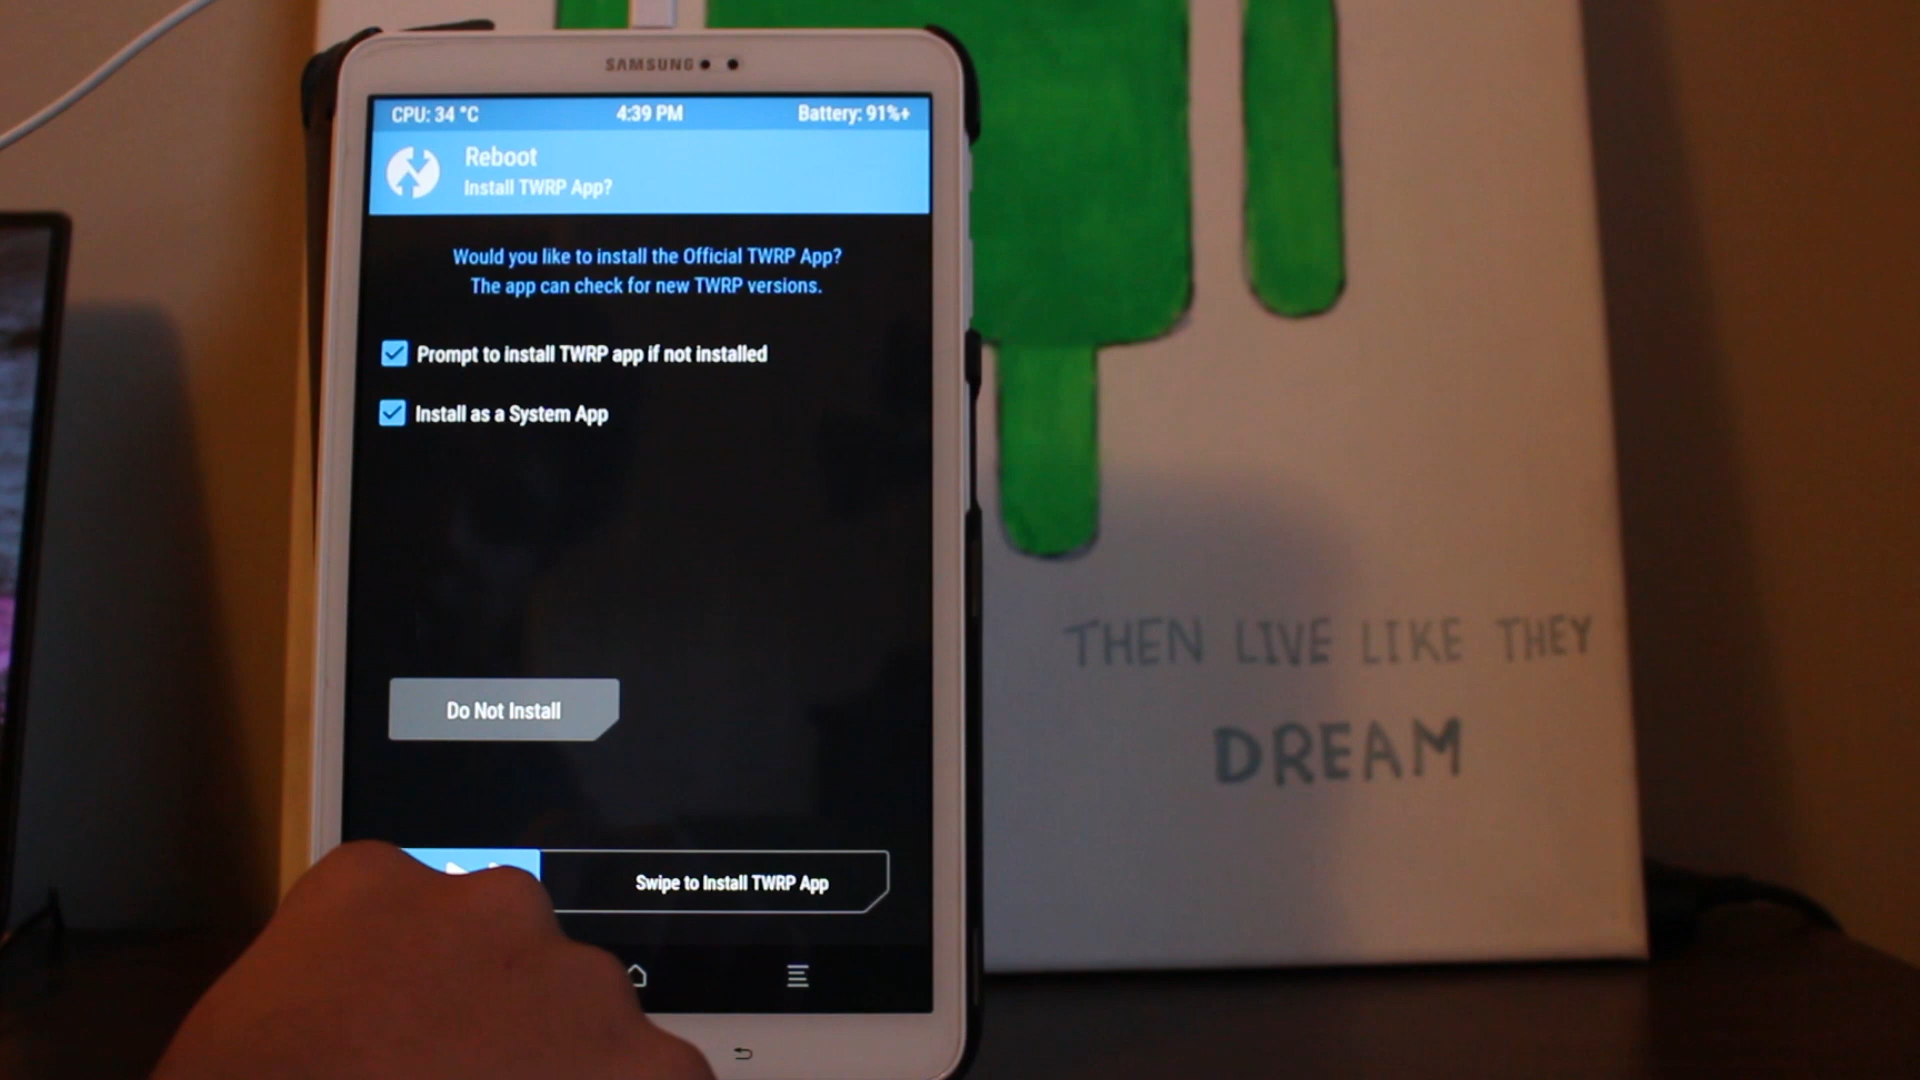 SAMSUNG
CPU: 34 °C 4:39 PM Battery: 91%+
Reboot
Install TWRP App?
Would you like to install the Official TWRP App?
The app can check for new TWRP versions.
Prompt to install TWRP app if not installed
Install as a System App
Do Not Install
Swipe to Install TWRP App
THEN LIVE LIKE THEY
DREAM